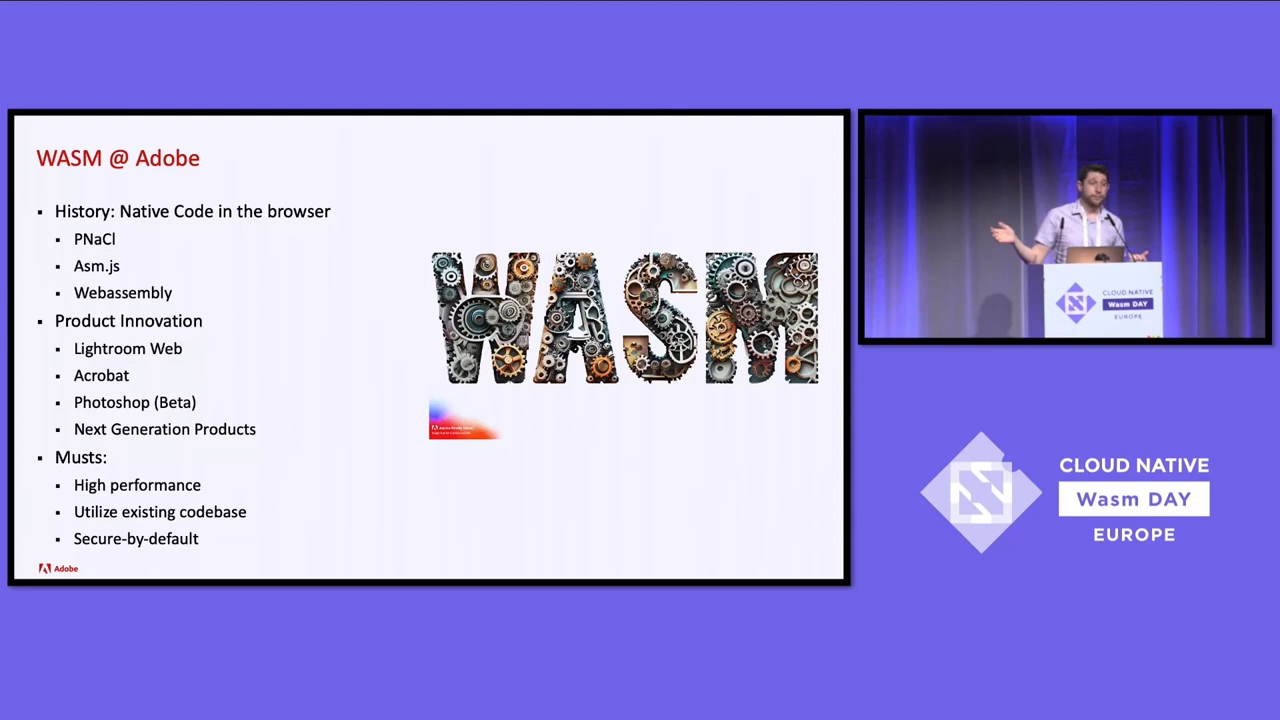 WASM @ Adobe
▪ History: Native Code in the browser
▪ PNaCl
▪ Asm.js
▪ Webassembly
▪ Product Innovation
▪ Lightroom Web
▪ Acrobat
▪ Photoshop (Beta)
▪ Next Generation Products
▪ Musts:
▪ High performance
▪ Utilize existing codebase
▪ Secure-by-default
Adobe
WASM
CLOUD NATIVE
Wasm DAY
EUROPE
CLOUD NATIVE
Wasm DAY
EUROPE